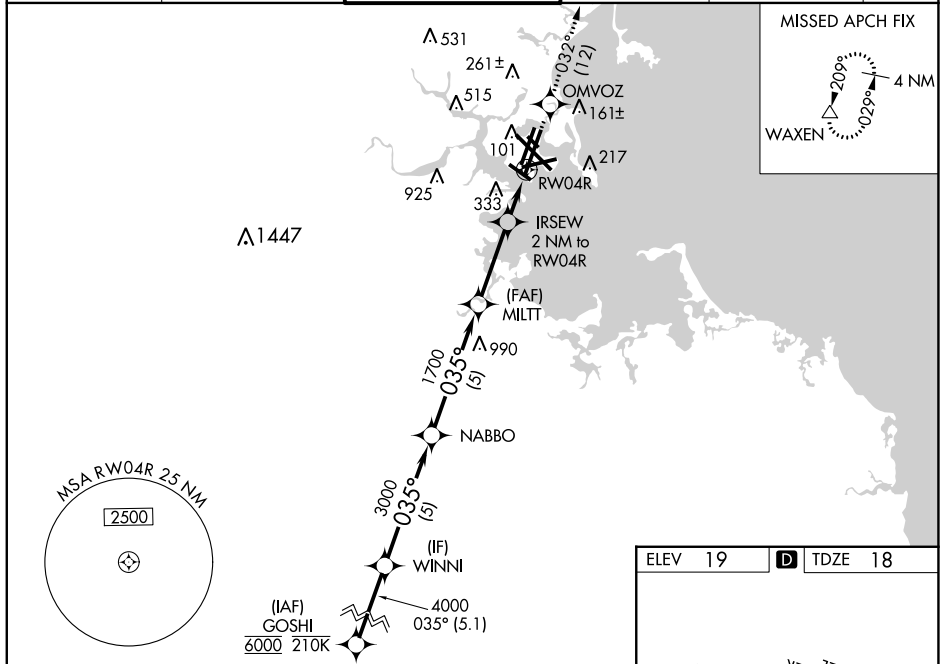 MISSED APCH FIX
531
261±
515
032°
(12)
209°
4 NM
029°
WAXEN
OMVOZ
161±
101
217
925
333
RW04R
1447
IRSEW
2 NM to
RW04R
(FAF)
MILTT
990
1700
035°
(5)
NABBO
MSA RW04R 25 NM
2500
3000
035°
(5)
(IF)
WINNI
4000
035° (5.1)
(IAF)
GOSHI
6000 210K
ELEV 19 D TDZE 18